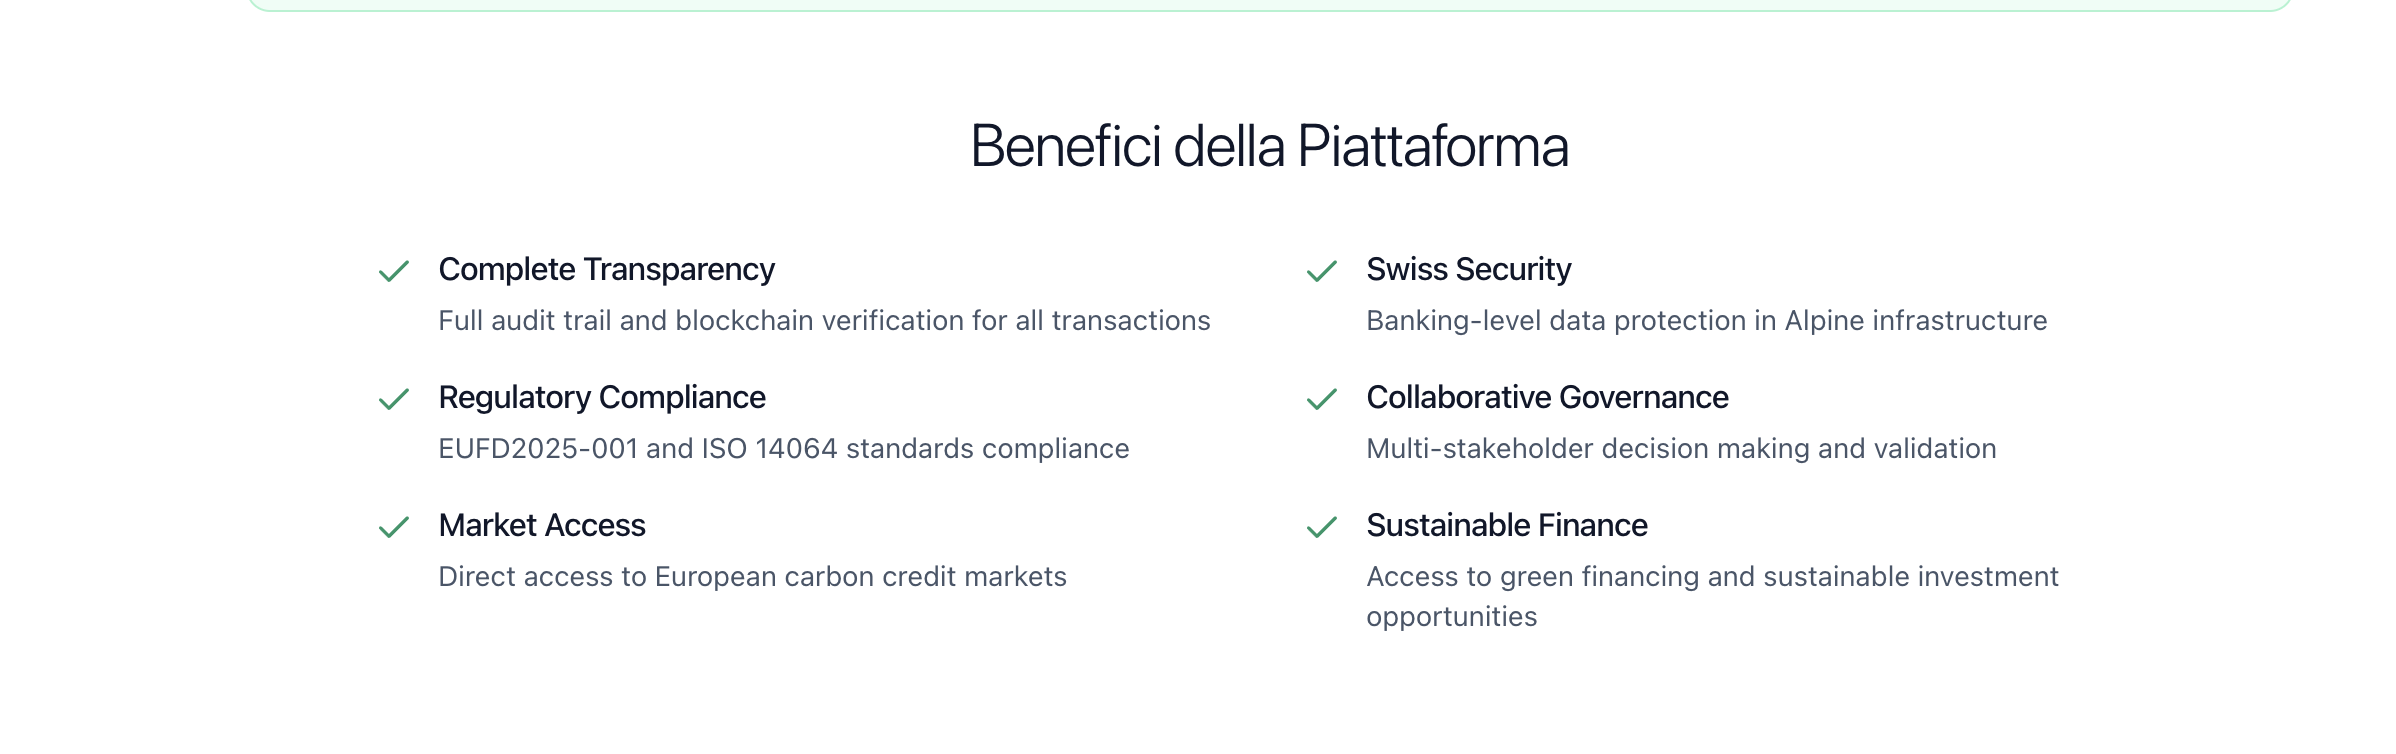 Benefici della Piattaforma
Complete Transparency
Full audit trail and blockchain verification for all transactions
Swiss Security
Banking-level data protection in Alpine infrastructure
Regulatory Compliance
EUFD2025-001 and ISO 14064 standards compliance
Collaborative Governance
Multi-stakeholder decision making and validation
Market Access
Direct access to European carbon credit markets
Sustainable Finance
Access to green financing and sustainable investment
opportunities